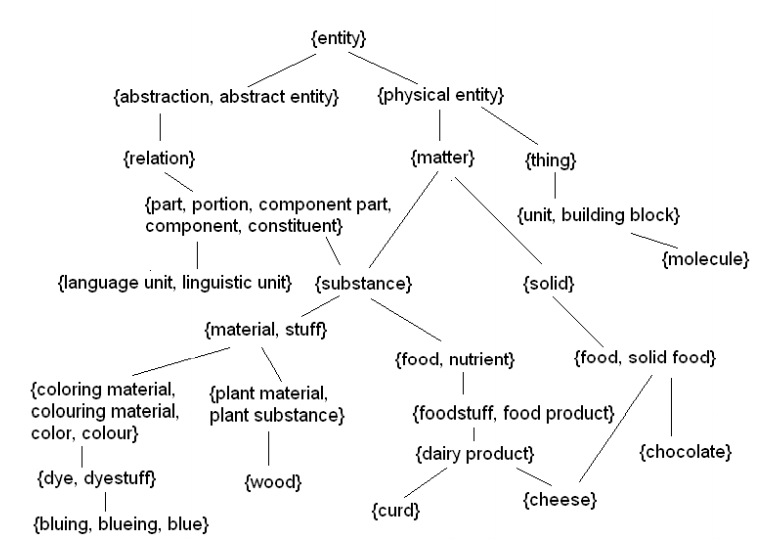 {entity}
{abstraction, abstract entity}
{physical entity}
{relation}
{matter}
{thing}
{part, portion, component part,
component, constituent}
{unit, building block}
{molecule}
{language unit, linguistic unit}
{substance}
{solid}
{material, stuff}
{food, nutrient}
{food, solid food}
{coloring material,
colouring material,
color, colour}
{plant material,
plant substance}
{foodstuff, food product}
{dairy product}
{chocolate}
{dye, dyestuff}
{wood}
{curd}
{cheese}
{bluing, blueing, blue}